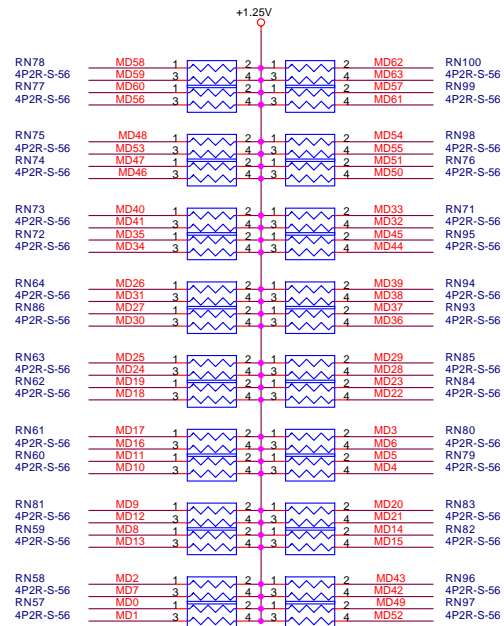 +1.25V
RN78 MD58 1 2 1 2 MD62 RN100
4P2R-S-56 MD59 3 4 3 4 MD63 4P2R-S-56
RN77 MD60 1 2 1 2 MD57 RN99
4P2R-S-56 MD56 3 4 3 4 MD61 4P2R-S-56
RN75 MD48 1 2 1 2 MD54 RN98
4P2R-S-56 MD53 3 4 3 4 MD55 4P2R-S-56
RN74 MD47 1 2 1 2 MD51 RN76
4P2R-S-56 MD46 3 4 3 4 MD50 4P2R-S-56
RN73 MD40 1 2 1 2 MD33 RN71
4P2R-S-56 MD41 3 4 3 4 MD32 4P2R-S-56
RN72 MD35 1 2 1 2 MD45 RN95
4P2R-S-56 MD34 3 4 3 4 MD44 4P2R-S-56
RN64 MD26 1 2 1 2 MD39 RN94
4P2R-S-56 MD31 3 4 3 4 MD38 4P2R-S-56
RN86 MD27 1 2 1 2 MD37 RN93
4P2R-S-56 MD30 3 4 3 4 MD36 4P2R-S-56
RN63 MD25 1 2 1 2 MD29 RN85
4P2R-S-56 MD24 3 4 3 4 MD28 4P2R-S-56
RN62 MD19 1 2 1 2 MD23 RN84
4P2R-S-56 MD18 3 4 3 4 MD22 4P2R-S-56
RN61 MD17 1 2 1 2 MD3 RN80
4P2R-S-56 MD16 3 4 3 4 MD6 4P2R-S-56
RN60 MD11 1 2 1 2 MD5 RN79
4P2R-S-56 MD10 3 4 3 4 MD4 4P2R-S-56
RN81 MD9 1 2 1 2 MD20 RN83
4P2R-S-56 MD12 3 4 3 4 MD21 4P2R-S-56
RN59 MD8 1 2 1 2 MD14 RN82
4P2R-S-56 MD13 3 4 3 4 MD15 4P2R-S-56
RN58 MD2 1 2 1 2 MD43 RN96
4P2R-S-56 MD7 3 4 3 4 MD42 4P2R-S-56
RN57 MD0 1 2 1 2 MD49 RN97
4P2R-S-56 MD1 3 4 3 4 MD52 4P2R-S-56